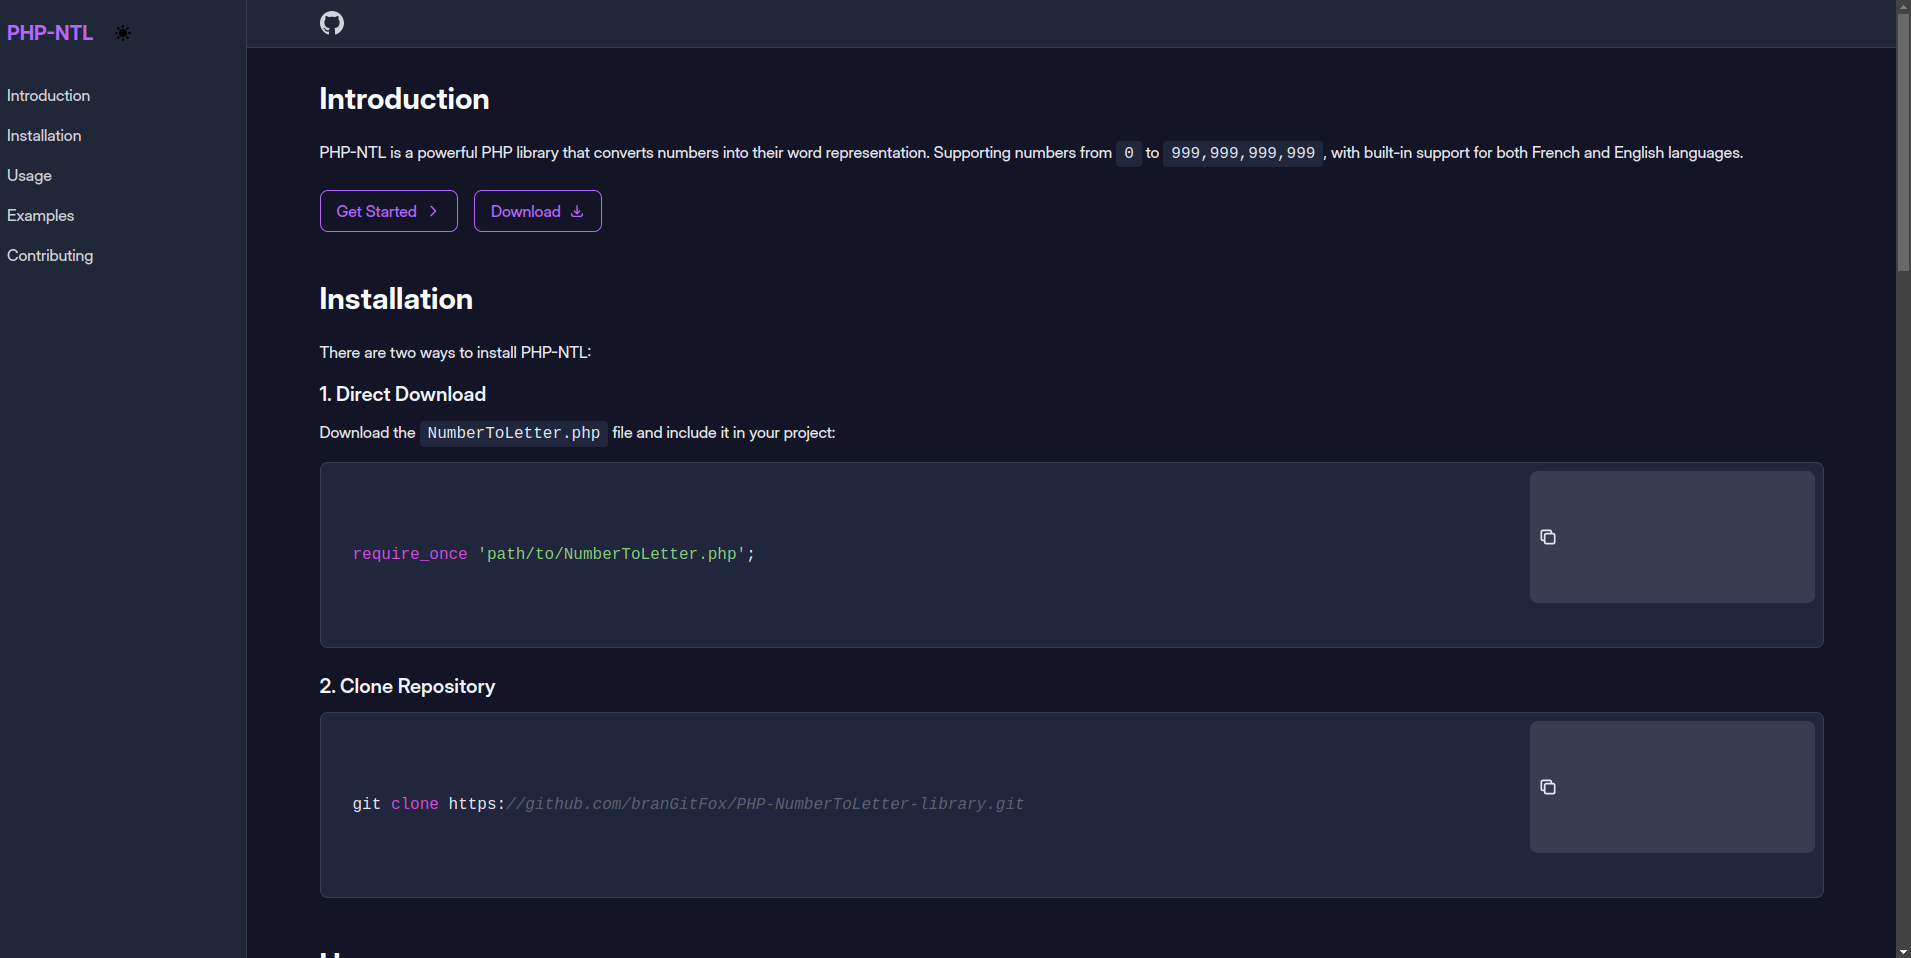 PHP-NTL
Introduction
Installation
Usage
Examples
Contributing
Introduction
PHP-NTL is a powerful PHP library that converts numbers into their word representation. Supporting numbers from 0 to 999,999,999,999, with built-in support for both French and English languages.
Get Started
Download
Installation
There are two ways to install PHP-NTL:
1. Direct Download
Download the NumberToLetter.php file and include it in your project:
require_once 'path/to/NumberToLetter.php';
2. Clone Repository
git clone https://github.com/branGitFox/PHP-NumberToLetter-library.git